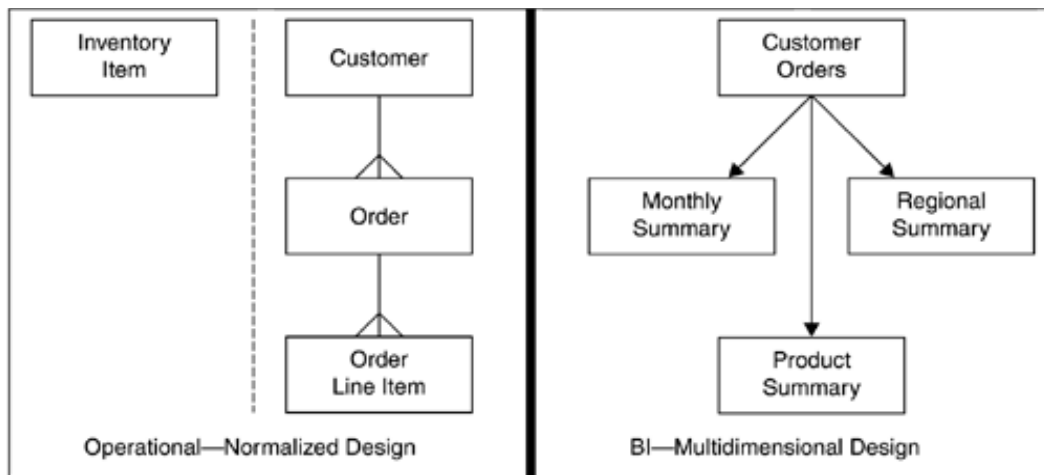 Inventory
Item
Customer
Order
Order
Line Item
Operational—Normalized Design
Customer
Orders
Monthly
Summary
Regional
Summary
Product
Summary
BI—Multidimensional Design